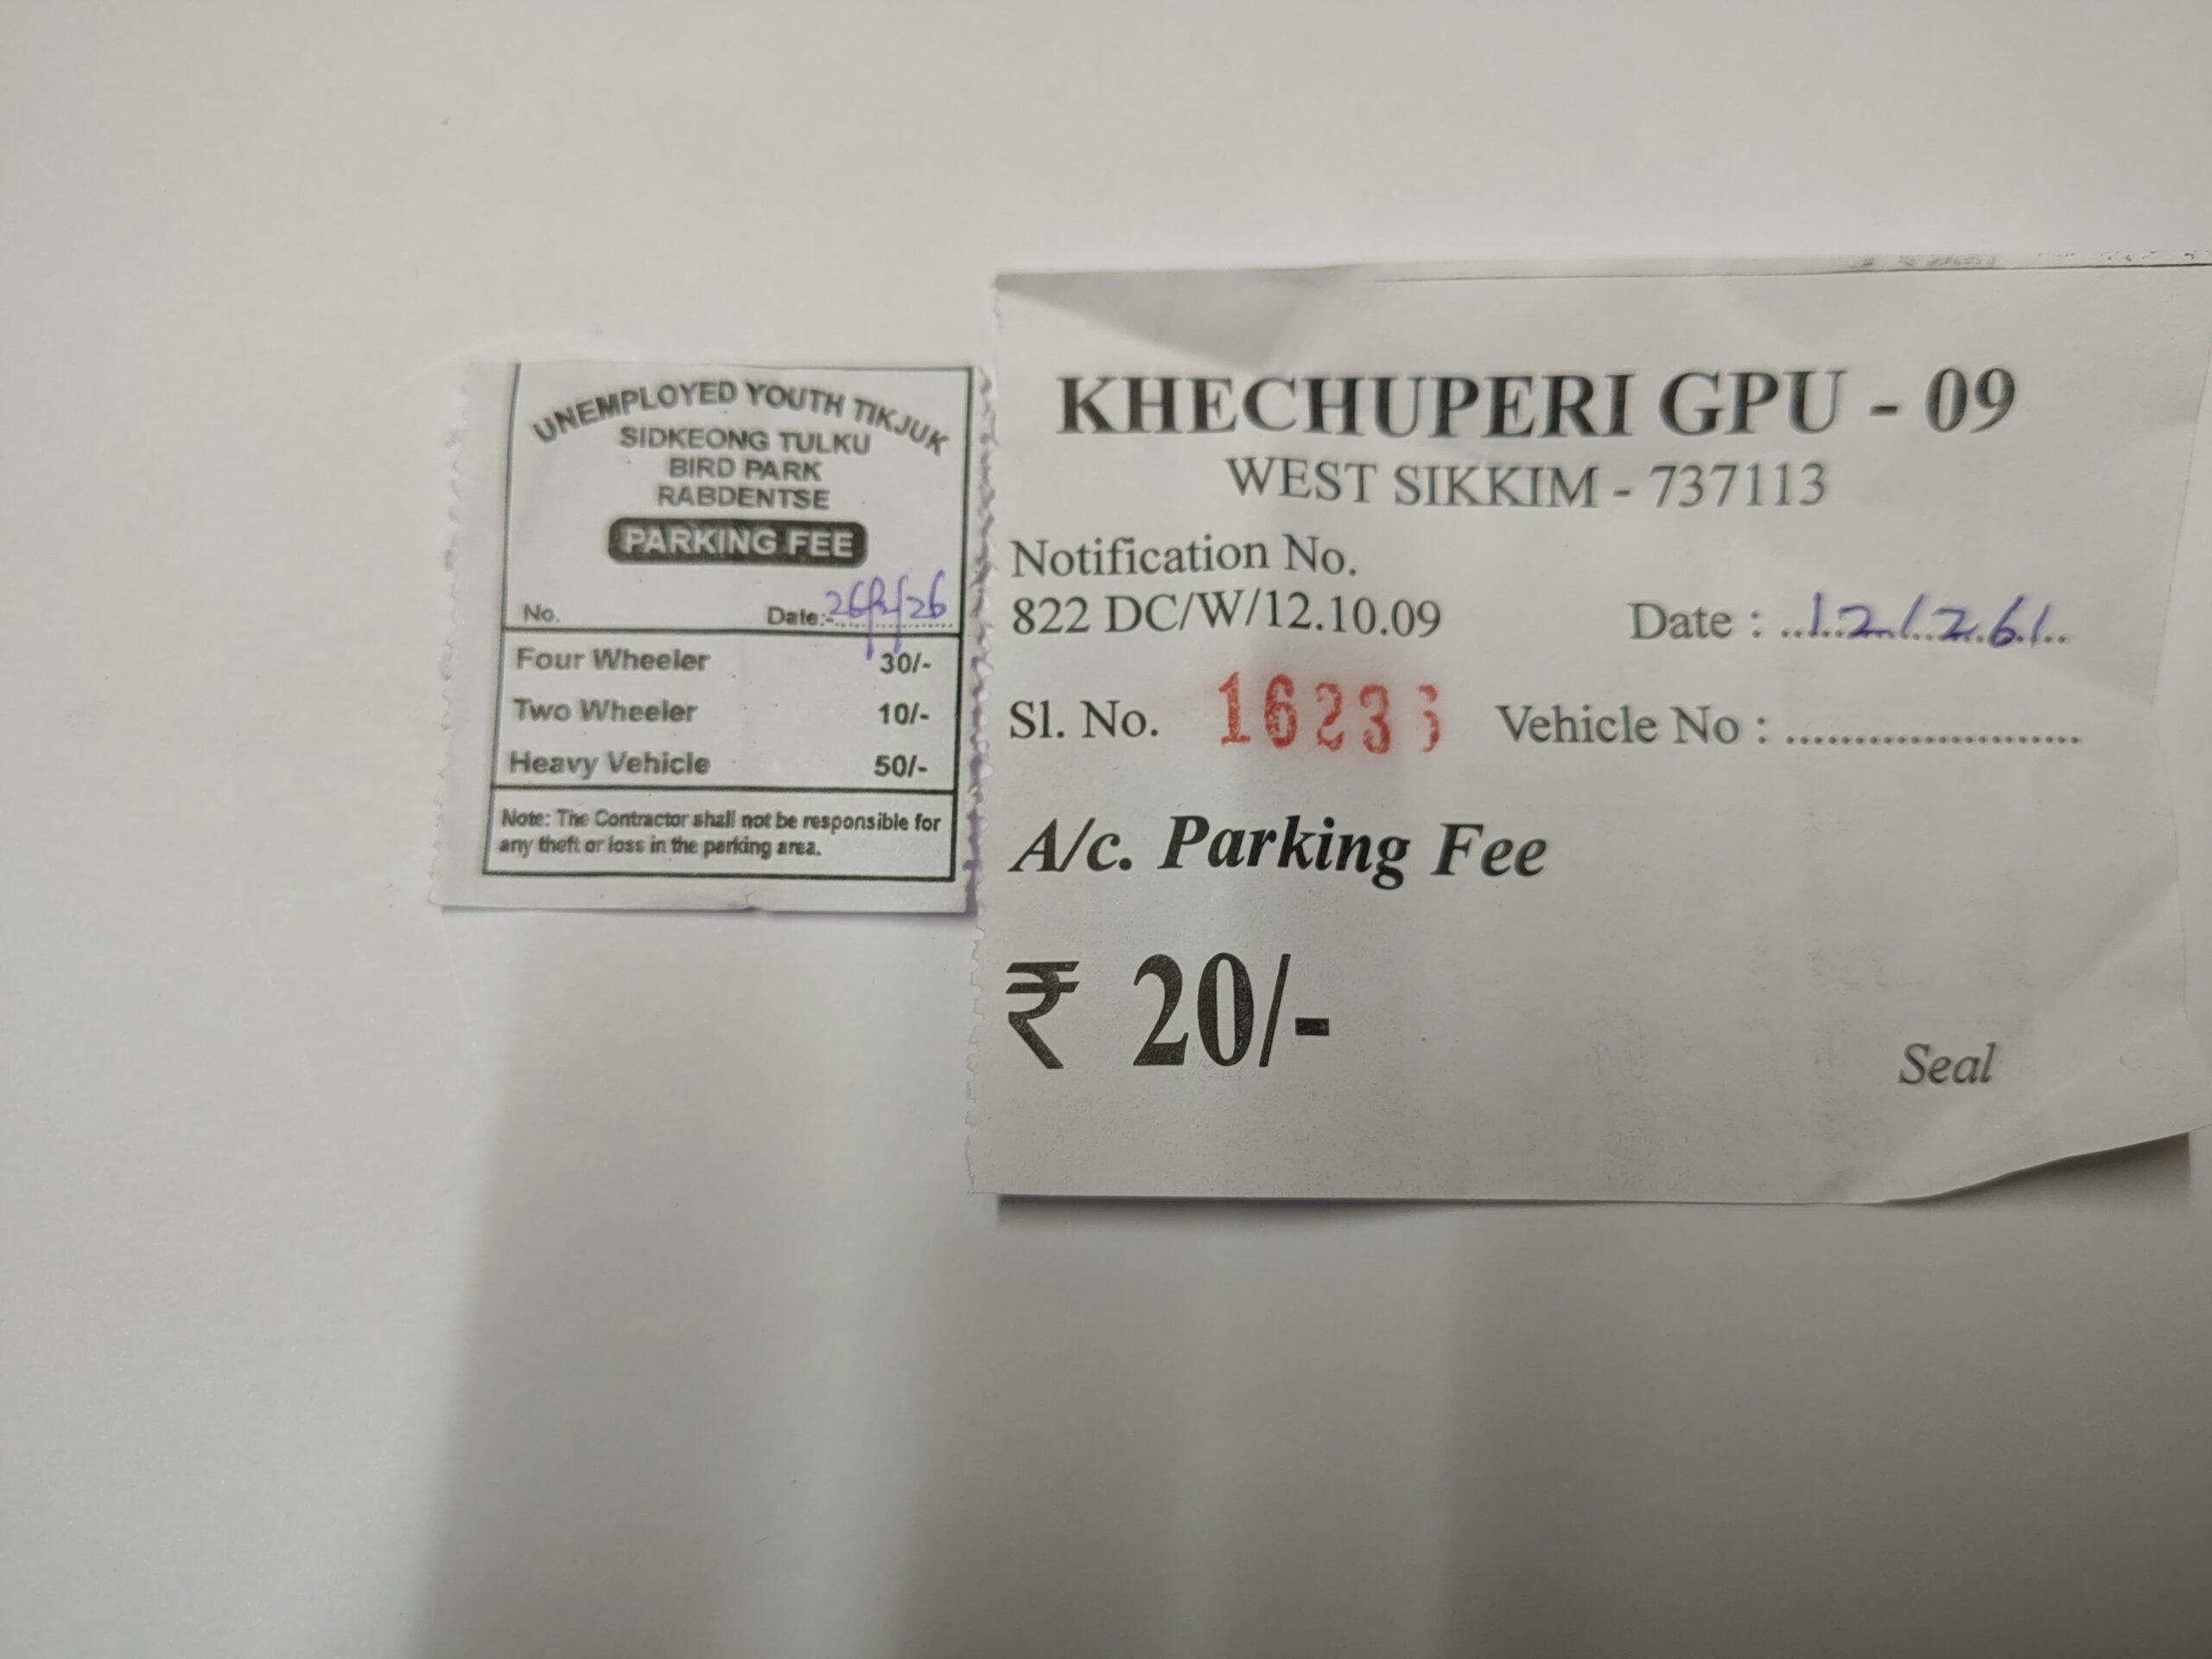 UNEMPLOYED YOUTH TIKJUK
SIDKEONG TULKU
BIRD PARK
RABDENTSE
PARKING FEE
No. Date:-
Four Wheeler 30/-
Two Wheeler 10/-
Heavy Vehicle 50/-
Note: The Contractor shall not be responsible for
any theft or loss in the parking area.
KHECHUPERI GPU - 09
WEST SIKKIM - 737113
Notification No.
822 DC/W/12.10.09 Date :
Sl. No. Vehicle No :
A/c. Parking Fee
₹ 20/-
Seal